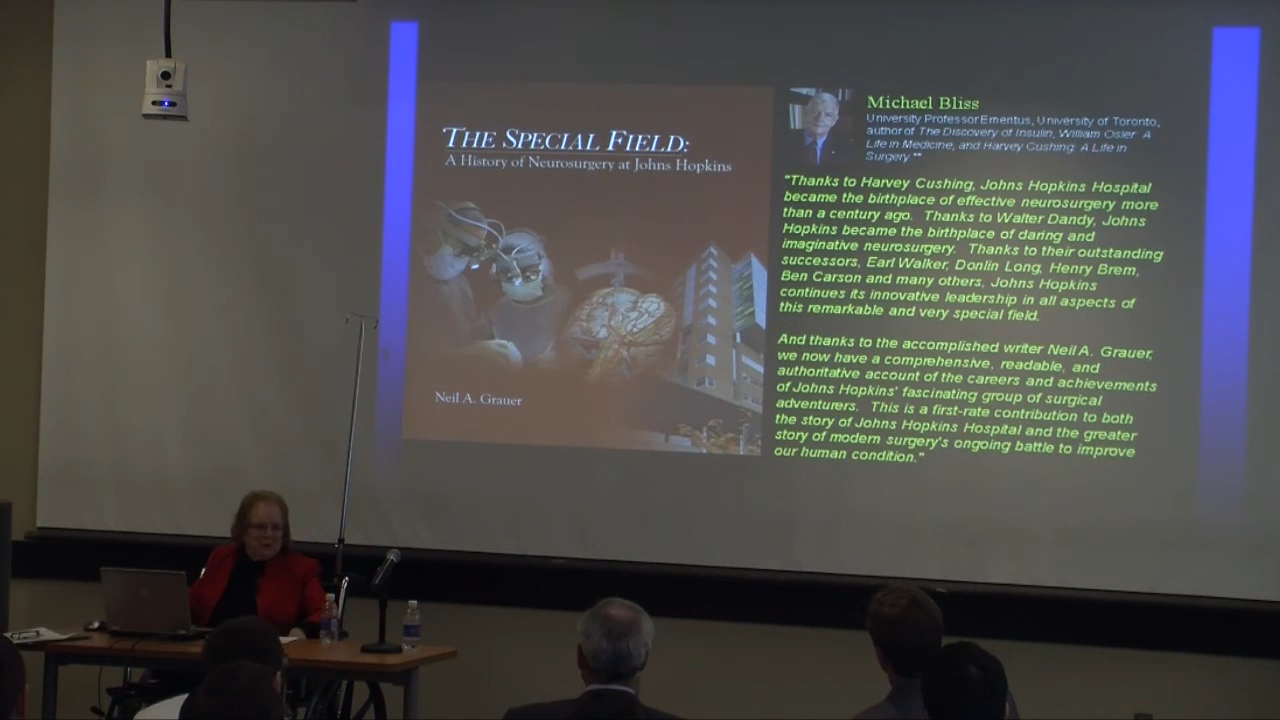 THE SPECIAL FIELD:
A History of Neurosurgery at Johns Hopkins
Neil A. Grauer
Michael Bliss
University Professor Emeritus, University of Toronto,
author of The Discovery of Insulin, William Osler: A
Life in Medicine, and Harvey Cushing: A Life in
Surgery.""
"Thanks to Harvey Cushing, Johns Hopkins Hospital
became the birthplace of effective neurosurgery more
than a century ago. Thanks to Walter Dandy, Johns
Hopkins became the birthplace of daring and
imaginative neurosurgery. Thanks to their outstanding
successors, Earl Walker, Donlin Long, Henry Brem,
Ben Carson and many others, Johns Hopkins
continues its innovative leadership in all aspects of
this remarkable and very special field.
And thanks to the accomplished writer Neil A. Grauer,
we now have a comprehensive, readable, and
authoritative account of the careers and achievements
of Johns Hopkins' fascinating group of surgical
adventurers. This is a first-rate contribution to both
the story of Johns Hopkins Hospital and the greater
story of modern surgery's ongoing battle to improve
our human condition."